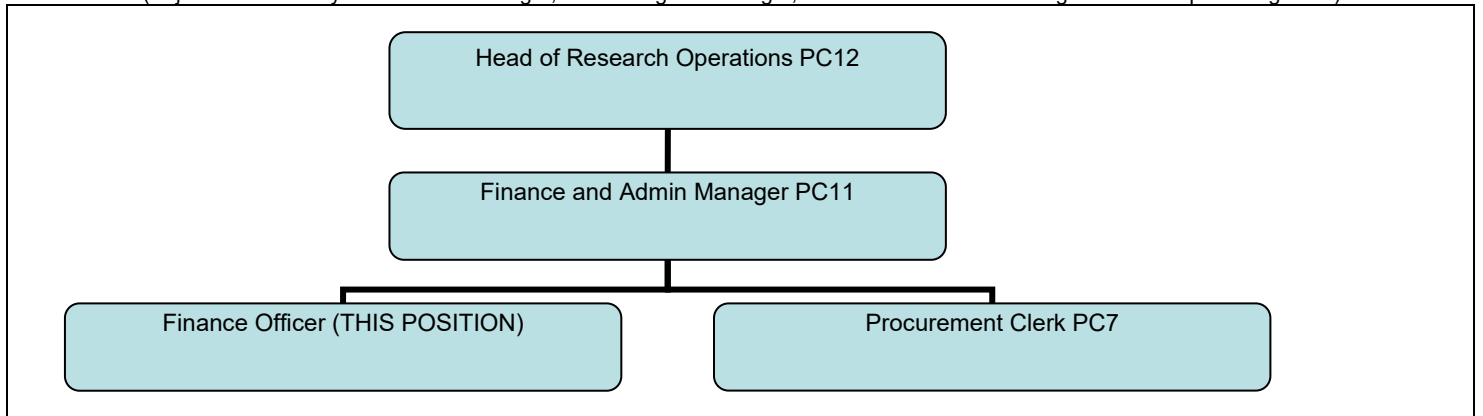 Head of Research Operations PC12
Finance and Admin Manager PC11
Finance Officer (THIS POSITION)
Procurement Clerk PC7